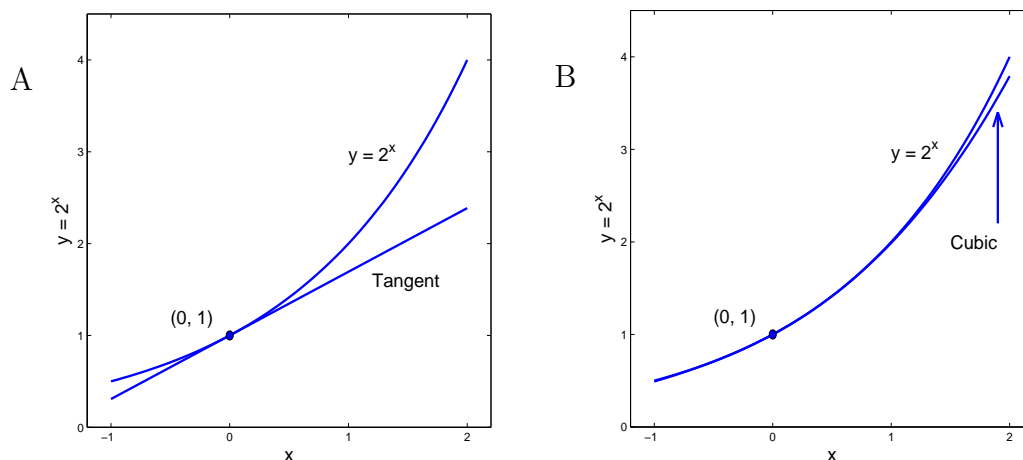 A
4
3
2
1
0
−1
0
1
2
y = 2^x
x
y = 2^x
Tangent
(0, 1)
B
4
3
2
1
0
−1
0
1
2
y = 2^x
x
y = 2^x
Cubic
(0, 1)